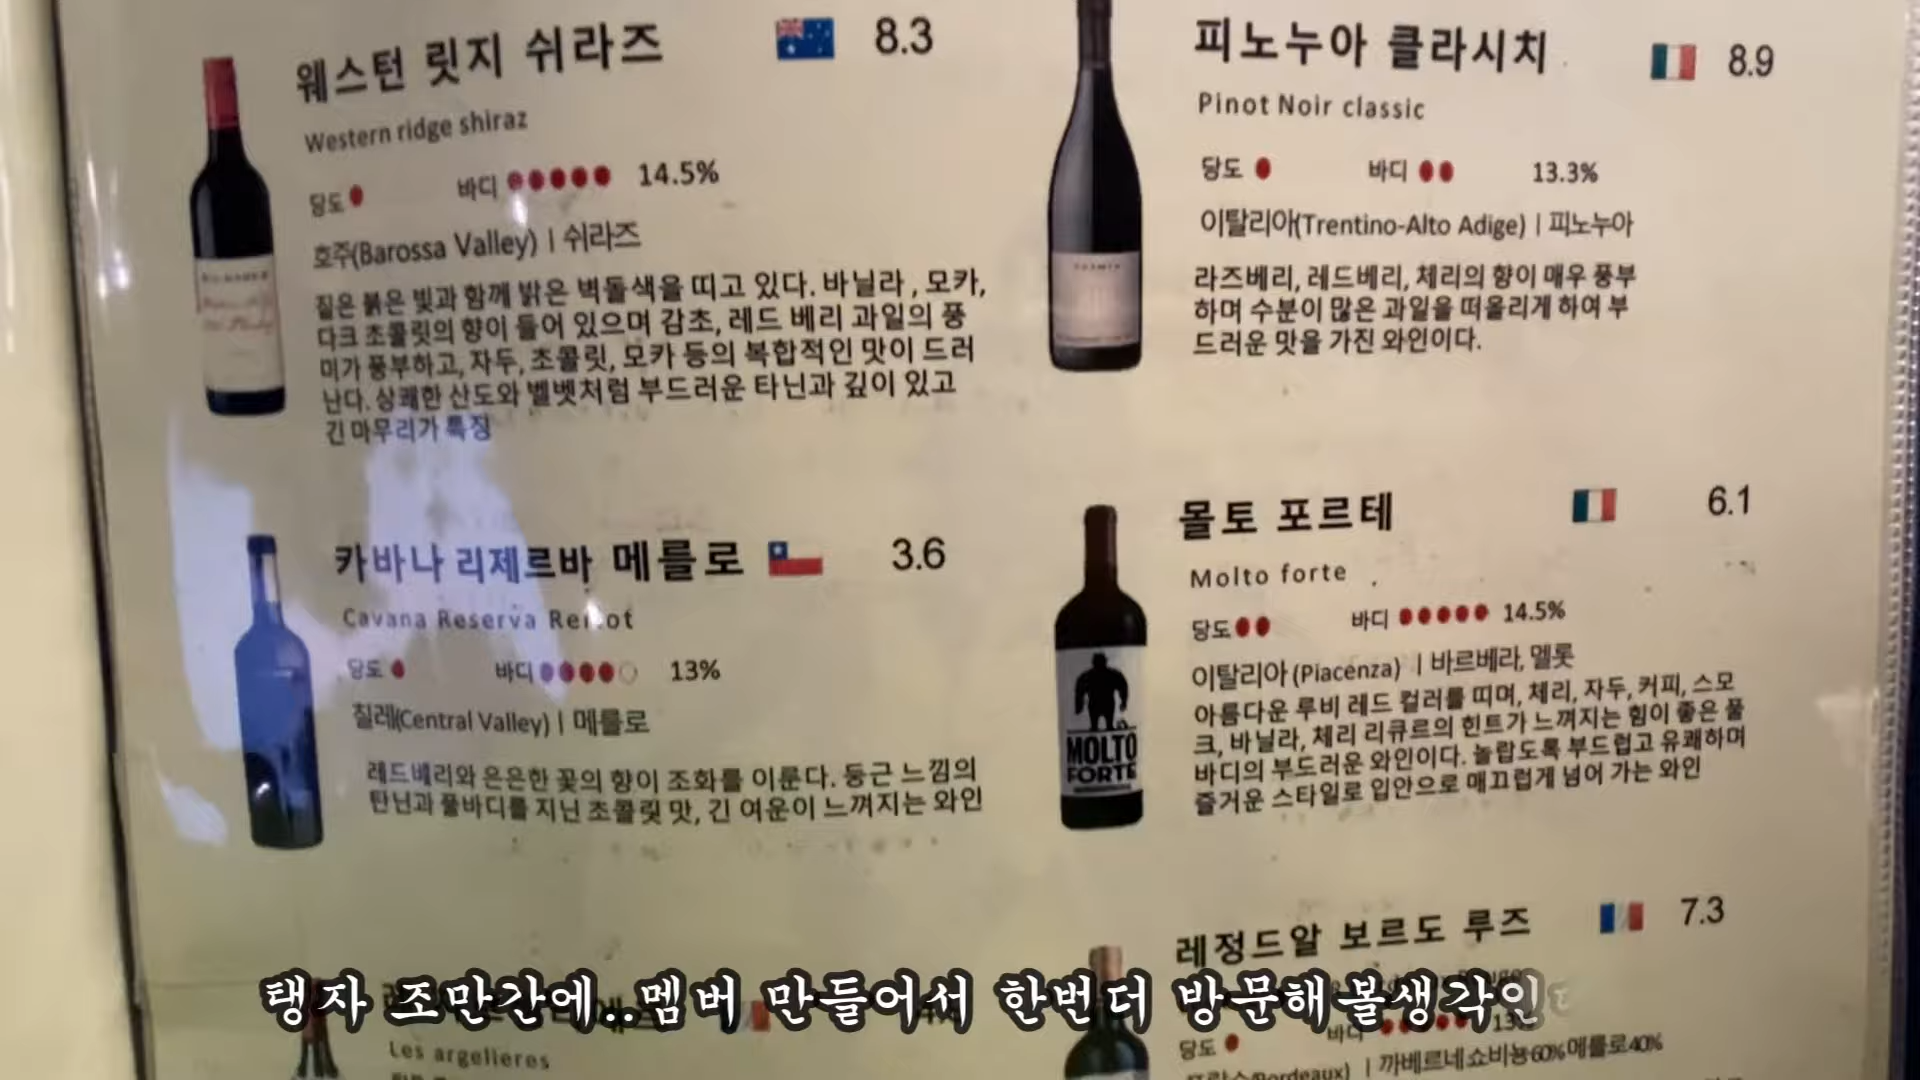 웨스턴 릿지 쉬라즈 8.3
Western ridge shiraz
당도 바디 14.5%
호주(Barossa Valley) | 쉬라즈
짙은 붉은 빛과 함께 밝은 벽돌색을 띠고 있다. 바닐라, 모카,
다크 초콜릿의 향이 들어 있으며 감초, 레드 베리 과일의 풍
미가 풍부하고, 자두, 초콜릿, 모카 등의 복합적인 맛이 드러
난다. 상쾌한 산도와 벨벳처럼 부드러운 타닌과 깊이 있고
긴 마무리가 특징
카바나 리제르바 메를로 3.6
Cavana Reserva
당도 바디 13%
칠레(Central Valley) | 메를로
레드베리와 은은한 꽃의 향이 조화를 이룬다. 둥근 느낌의
탄닌과 풀바디를 지닌 초콜릿 맛, 긴 여운이 느껴지는 와인
Les argelieres
피노누아 클라시치 8.9
Pinot Noir classic
당도 바디 13.3%
이탈리아(Trentino-Alto Adige) | 피노누아
라즈베리, 레드베리, 체리의 향이 매우 풍부
하며 수분이 많은 과일을 떠올리게 하여 부
드러운 맛을 가진 와인이다.
몰토 포르테 6.1
Molto forte
당도 바디 14.5%
이탈리아 (Piacenza) | 바르베라, 멜롯
아름다운 루비 레드 컬러를 띠며, 체리, 자두, 커피, 스모
크, 바닐라, 체리 리큐르의 힌트가 느껴지는 힘이 좋은 풀
바디의 부드러운 와인이다. 놀랍도록 부드럽고 유쾌하며
즐거운 스타일로 입안으로 매끄럽게 넘어 가는 와인
MOLTO
FORTE
레정드알 보르도 루즈 7.3
당도 바디
까베르네쇼비뇽60%메를로40%
탱자 조만간에..멤버 만들어서 한번더 방문해볼생각인